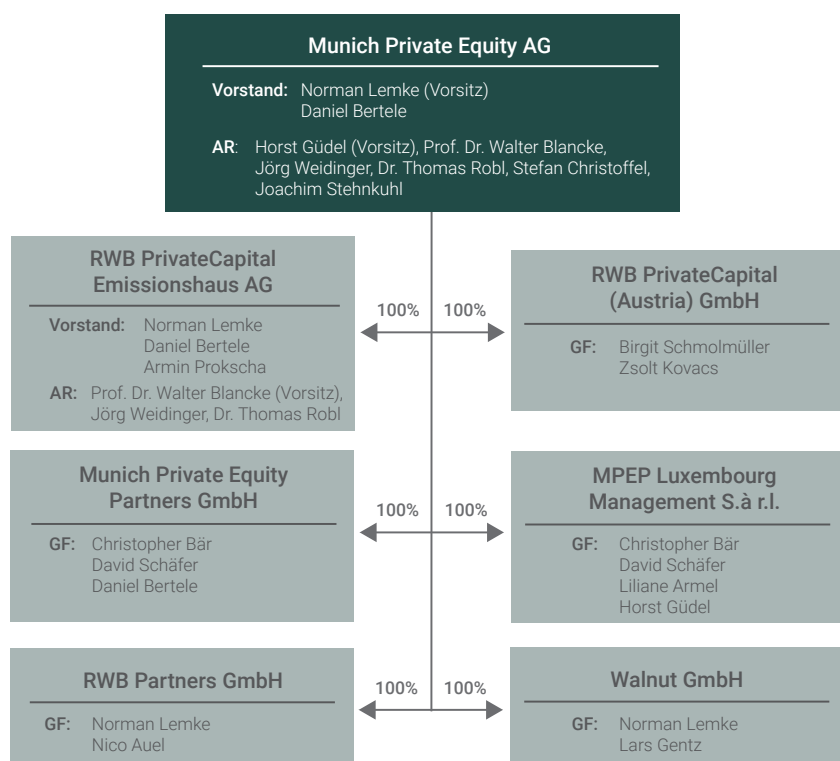 Munich Private Equity AG
Vorstand: Norman Lemke (Vorsitz)
Daniel Bertele
AR: Horst Güdel (Vorsitz), Prof. Dr. Walter Blancke,
Jörg Weidinger, Dr. Thomas Robl, Stefan Christoffel,
Joachim Stehnkuhl
RWB PrivateCapital
Emissionshaus AG
Vorstand: Norman Lemke
Daniel Bertele
Armin Prokscha
AR: Prof. Dr. Walter Blancke (Vorsitz),
Jörg Weidinger, Dr. Thomas Robl
100% 100%
RWB PrivateCapital
(Austria) GmbH
GF: Birgit Schmolmüller
Zsolt Kovacs
Munich Private Equity
Partners GmbH
GF: Christopher Bär
David Schäfer
Daniel Bertele
100% 100%
MPEP Luxembourg
Management S.à r.l.
GF: Christopher Bär
David Schäfer
Liliane Armel
Horst Güdel
RWB Partners GmbH
GF: Norman Lemke
Nico Auel
100% 100%
Walnut GmbH
GF: Norman Lemke
Lars Gentz